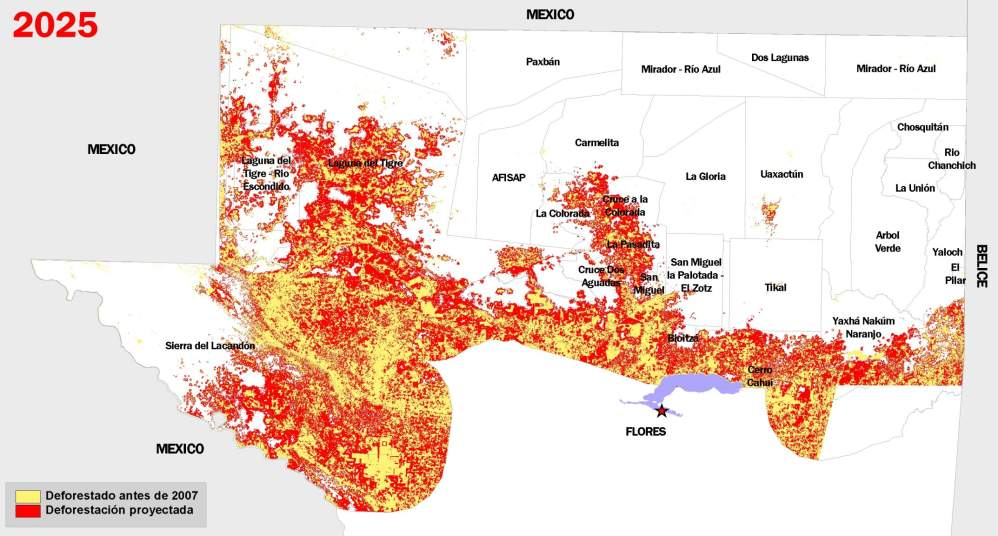 2025
MEXICO
Paxbán
Mirador - Río Azul
Dos Lagunas
Mirador - Río Azul
MEXICO
Laguna del
Tigre - Rio
Escondido
Laguna del Tigre
Carmelita
AFISAP
La Gloria
Uaxactún
Chosquitán
Rio
Chanchich
La Unión
La Colorada
Cruce a la
Colorada
La Pasadita
Arbol
Verde
Yaloch
El
Pilar
BELICE
Cruce Dos
Aguadas
San
Miguel
San Miguel
la Palotada -
El Zotz
Tikal
Sierra del Lacandón
Bioitzá
Yaxhá Nakúm
Naranjo
Cerro
Cahuí
FLORES
MEXICO
Deforestado antes de 2007
Deforestación proyectada